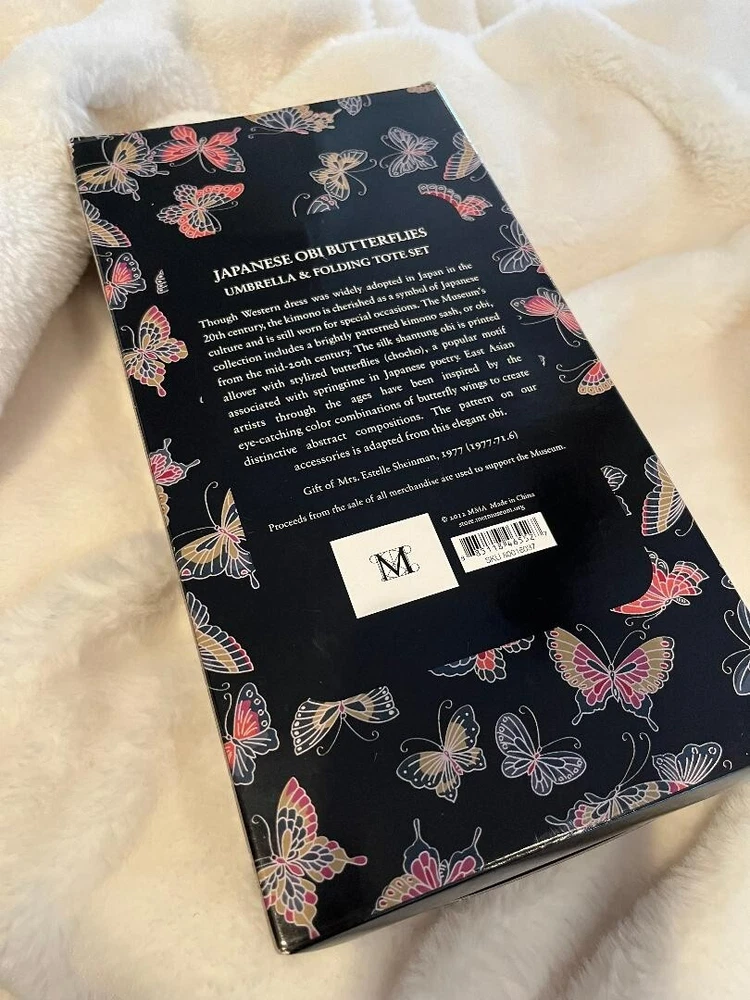 JAPANESE OBI BUTTERFLIES
UMBRELLA & FOLDING TOTE SET
Though Western dress was widely adopted in Japan in the
20th century, the kimono is cherished as a symbol of Japanese
culture and is still worn for special occasions. The Museum's
collection includes a brightly patterned kimono sash, or obi,
from the mid-20th century. The silk shantung obi is printed
allover with stylized butterflies (chocho), a popular motif
associated with springtime in Japanese poetry. East Asian
artists through the ages have been inspired by the
eye-catching color combinations of butterfly wings to create
distinctive abstract compositions. The pattern on our
accessories is adapted from this elegant obi.
Gift of Mrs. Estelle Sheinman, 1977 (1977.71.6)
Proceeds from the sale of all merchandise are used to support the Museum.
© 2012 MMA Made in China
store.metmuseum.org
M
SKU